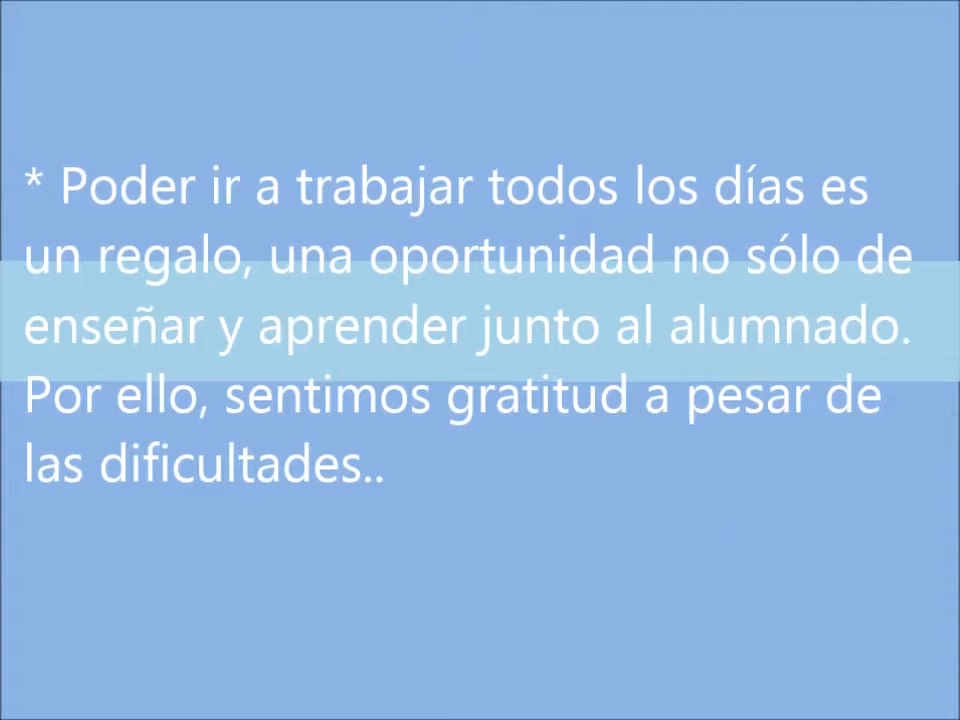 * Poder ir a trabajar todos los días es
un regalo, una oportunidad no sólo de
enseñar y aprender junto al alumnado.
Por ello, sentimos gratitud a pesar de
las dificultades..